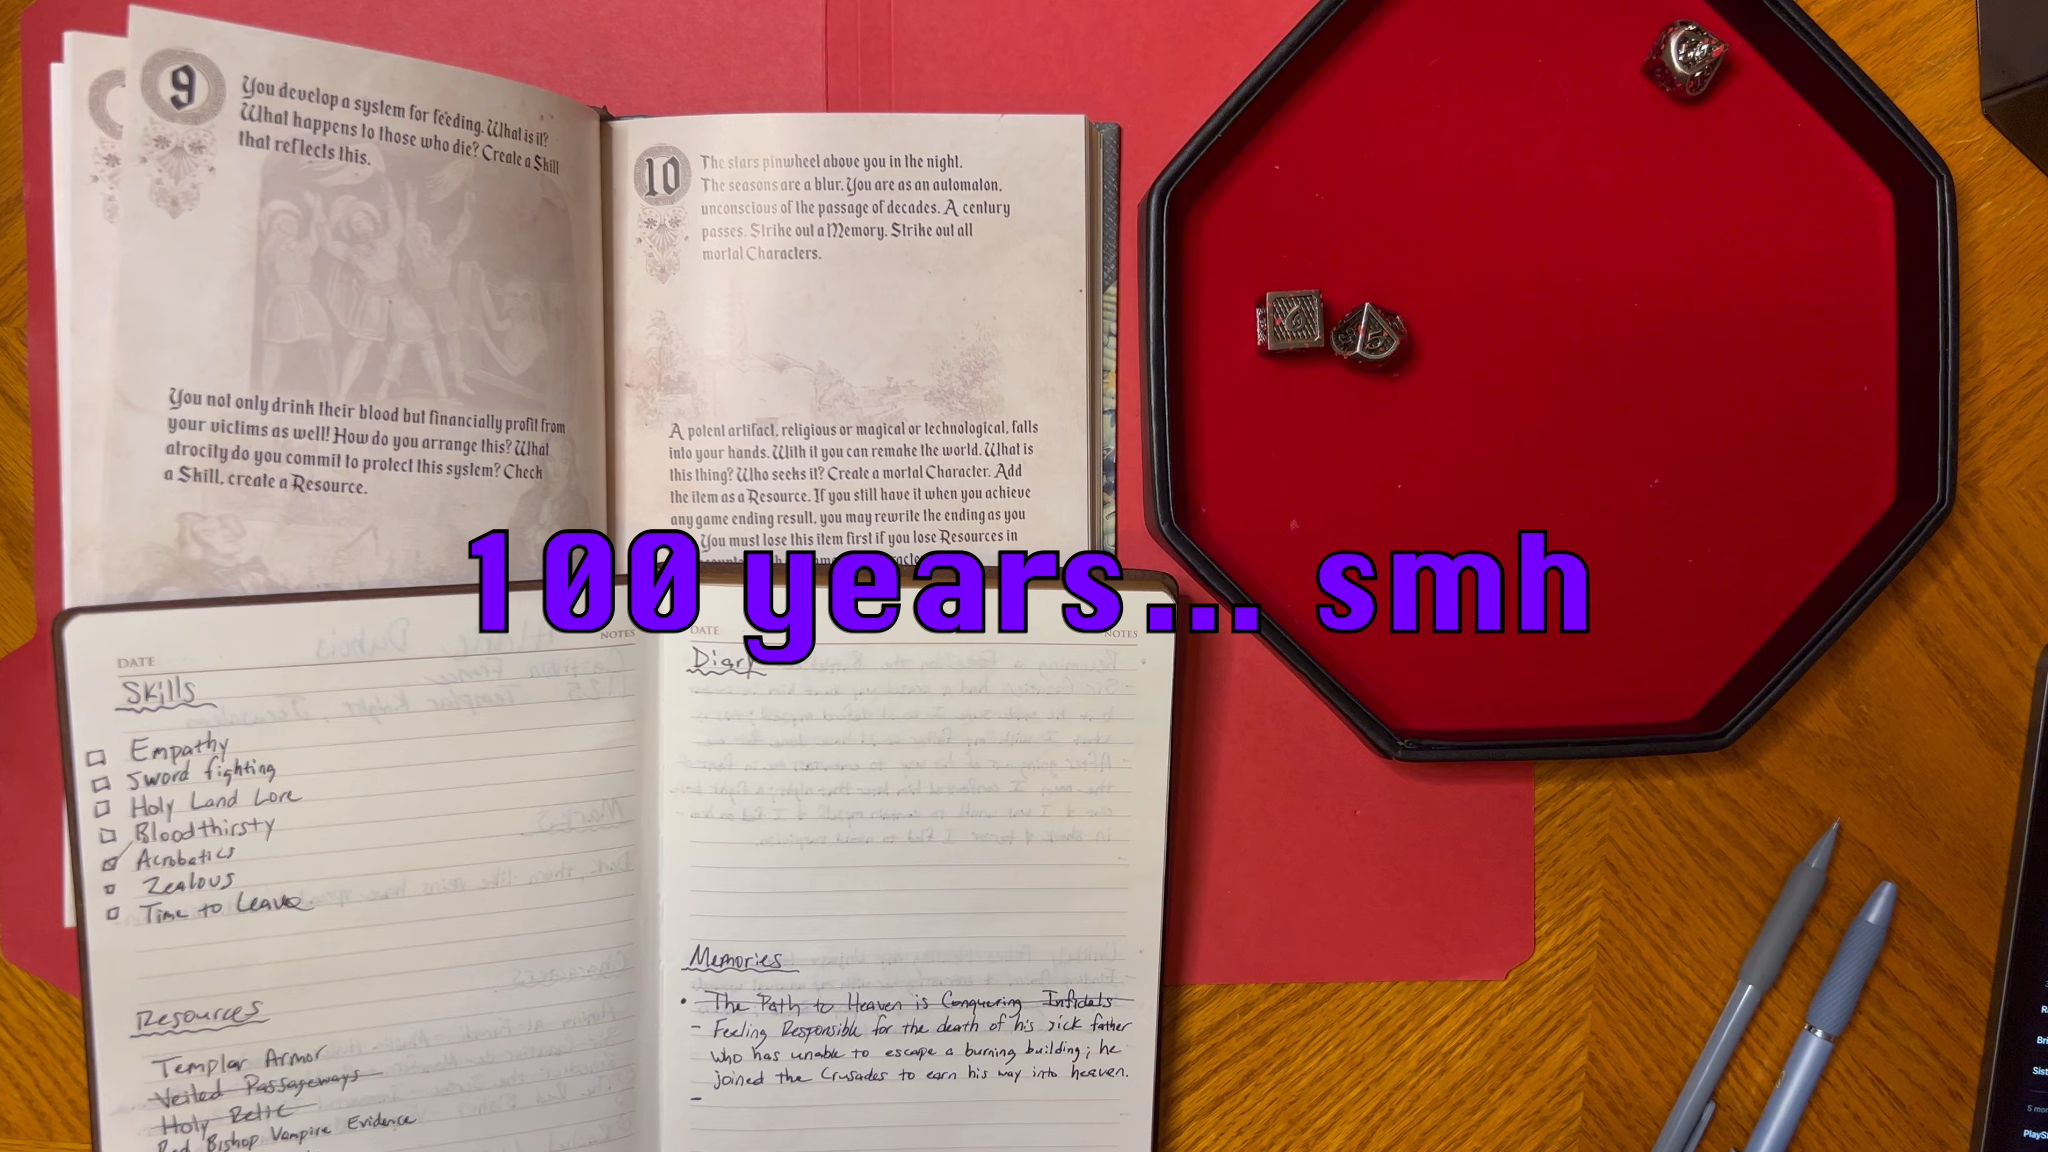 9
You develop a system for feeding. What is it?
What happens to those who die? Create a Skill
that reflects this.
You not only drink their blood but financially profit from
your victims as well! How do you arrange this? What
atrocity do you commit to protect this system? Check
a Skill, create a Resource.
10
The stars pinwheel above you in the night.
The seasons are a blur. You are as an automaton,
unconscious of the passage of decades. A century
passes. Strike out a Memory. Strike out all
mortal Characters.
A potent artifact, religious or magical or technological, falls
into your hands. With it you can remake the world. What is
this thing? Who seeks it? Create a mortal Character. Add
the item as a Resource. If you still have it when you achieve
any game ending result, you may rewrite the ending as you
You must lose this item first if you lose Resources in
100 years... smh
DATE
NOTES
Skills
Empathy
Sword fighting
Holy Land Lore
Bloodthirsty
Acrobatics
Zealous
Time to Leave
Resources
Templar Armor
Veiled Passageways
Holy Relic
Red Bishop Vampire Evidence
DATE
NOTES
Diary
Memories
• The Path to Heaven is Conquering Infidels
- Feeling Responsible for the death of his sick father
who was unable to escape a burning building; he
joined the Crusades to earn his way into heaven.
-